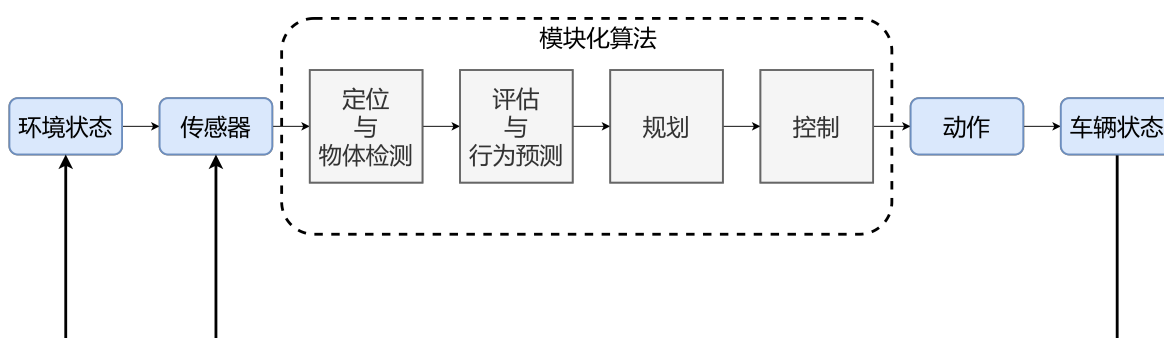 模块化算法
环境状态
传感器
定位
与
物体检测
评估
与
行为预测
规划
控制
动作
车辆状态